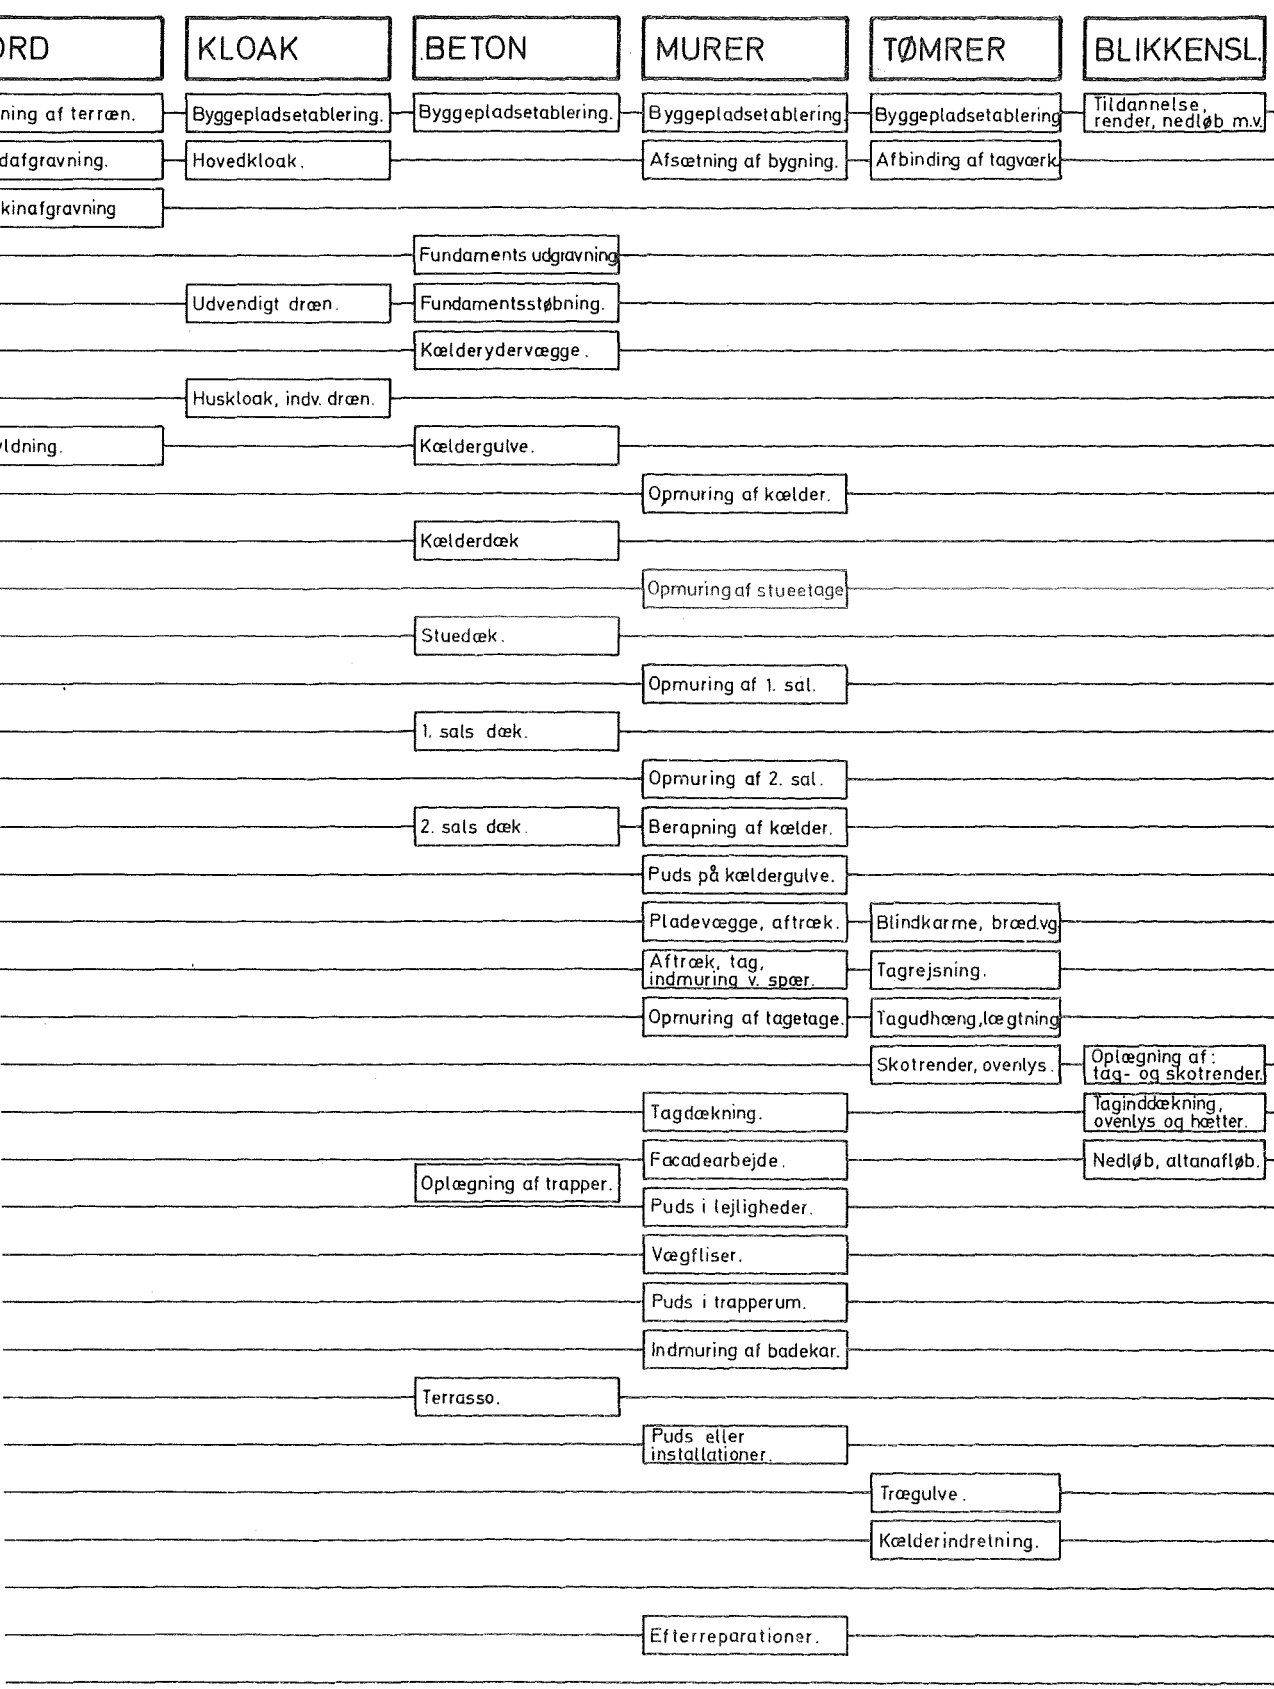 ORD KLOAK BETON MURER TØMRER BLIKKENSL.
ning af terræn. Byggepladsetablering. Byggepladsetablering. Byggepladsetablering. Byggepladsetablering Tildannelse,
render, nedløb m.v.
dafgravning. Hovedkloak. Afsætning af bygning. Afbinding af tagværk.
kinafgravning
Fundaments udgravning
Udvendigt dræn. Fundamentsstøbning.
Kælderydervægge.
Huskloak, indv. dræn.
yldning. Kældergulve.
Opmuring af kælder.
Kælderdæk
Opmuring af stueetage
Stuedæk.
Opmuring af 1. sal.
1. sals dæk.
Opmuring af 2. sal.
2. sals dæk. Berapning af kælder.
Puds på kældergulve.
Pladevægge, aftræk. Blindkarme, bræd.vg
Aftræk, tag,
indmuring v. spær. Tagrejsning.
Opmuring af tagetage. Tagudhæng, lægtning
Skotrender, ovenlys. Oplægning af:
tag- og skotrender.
Tagdækning. Taginddækning,
ovenlys og hætter.
Facadearbejde. Nedløb, altanafløb.
Oplægning af trapper.
Puds i lejligheder.
Vægfliser.
Puds i trapperum.
Indmuring af badekar.
Terrasso.
Puds eller
installationer.
Trægulve.
Kælderindretning.
Efterreparationer.